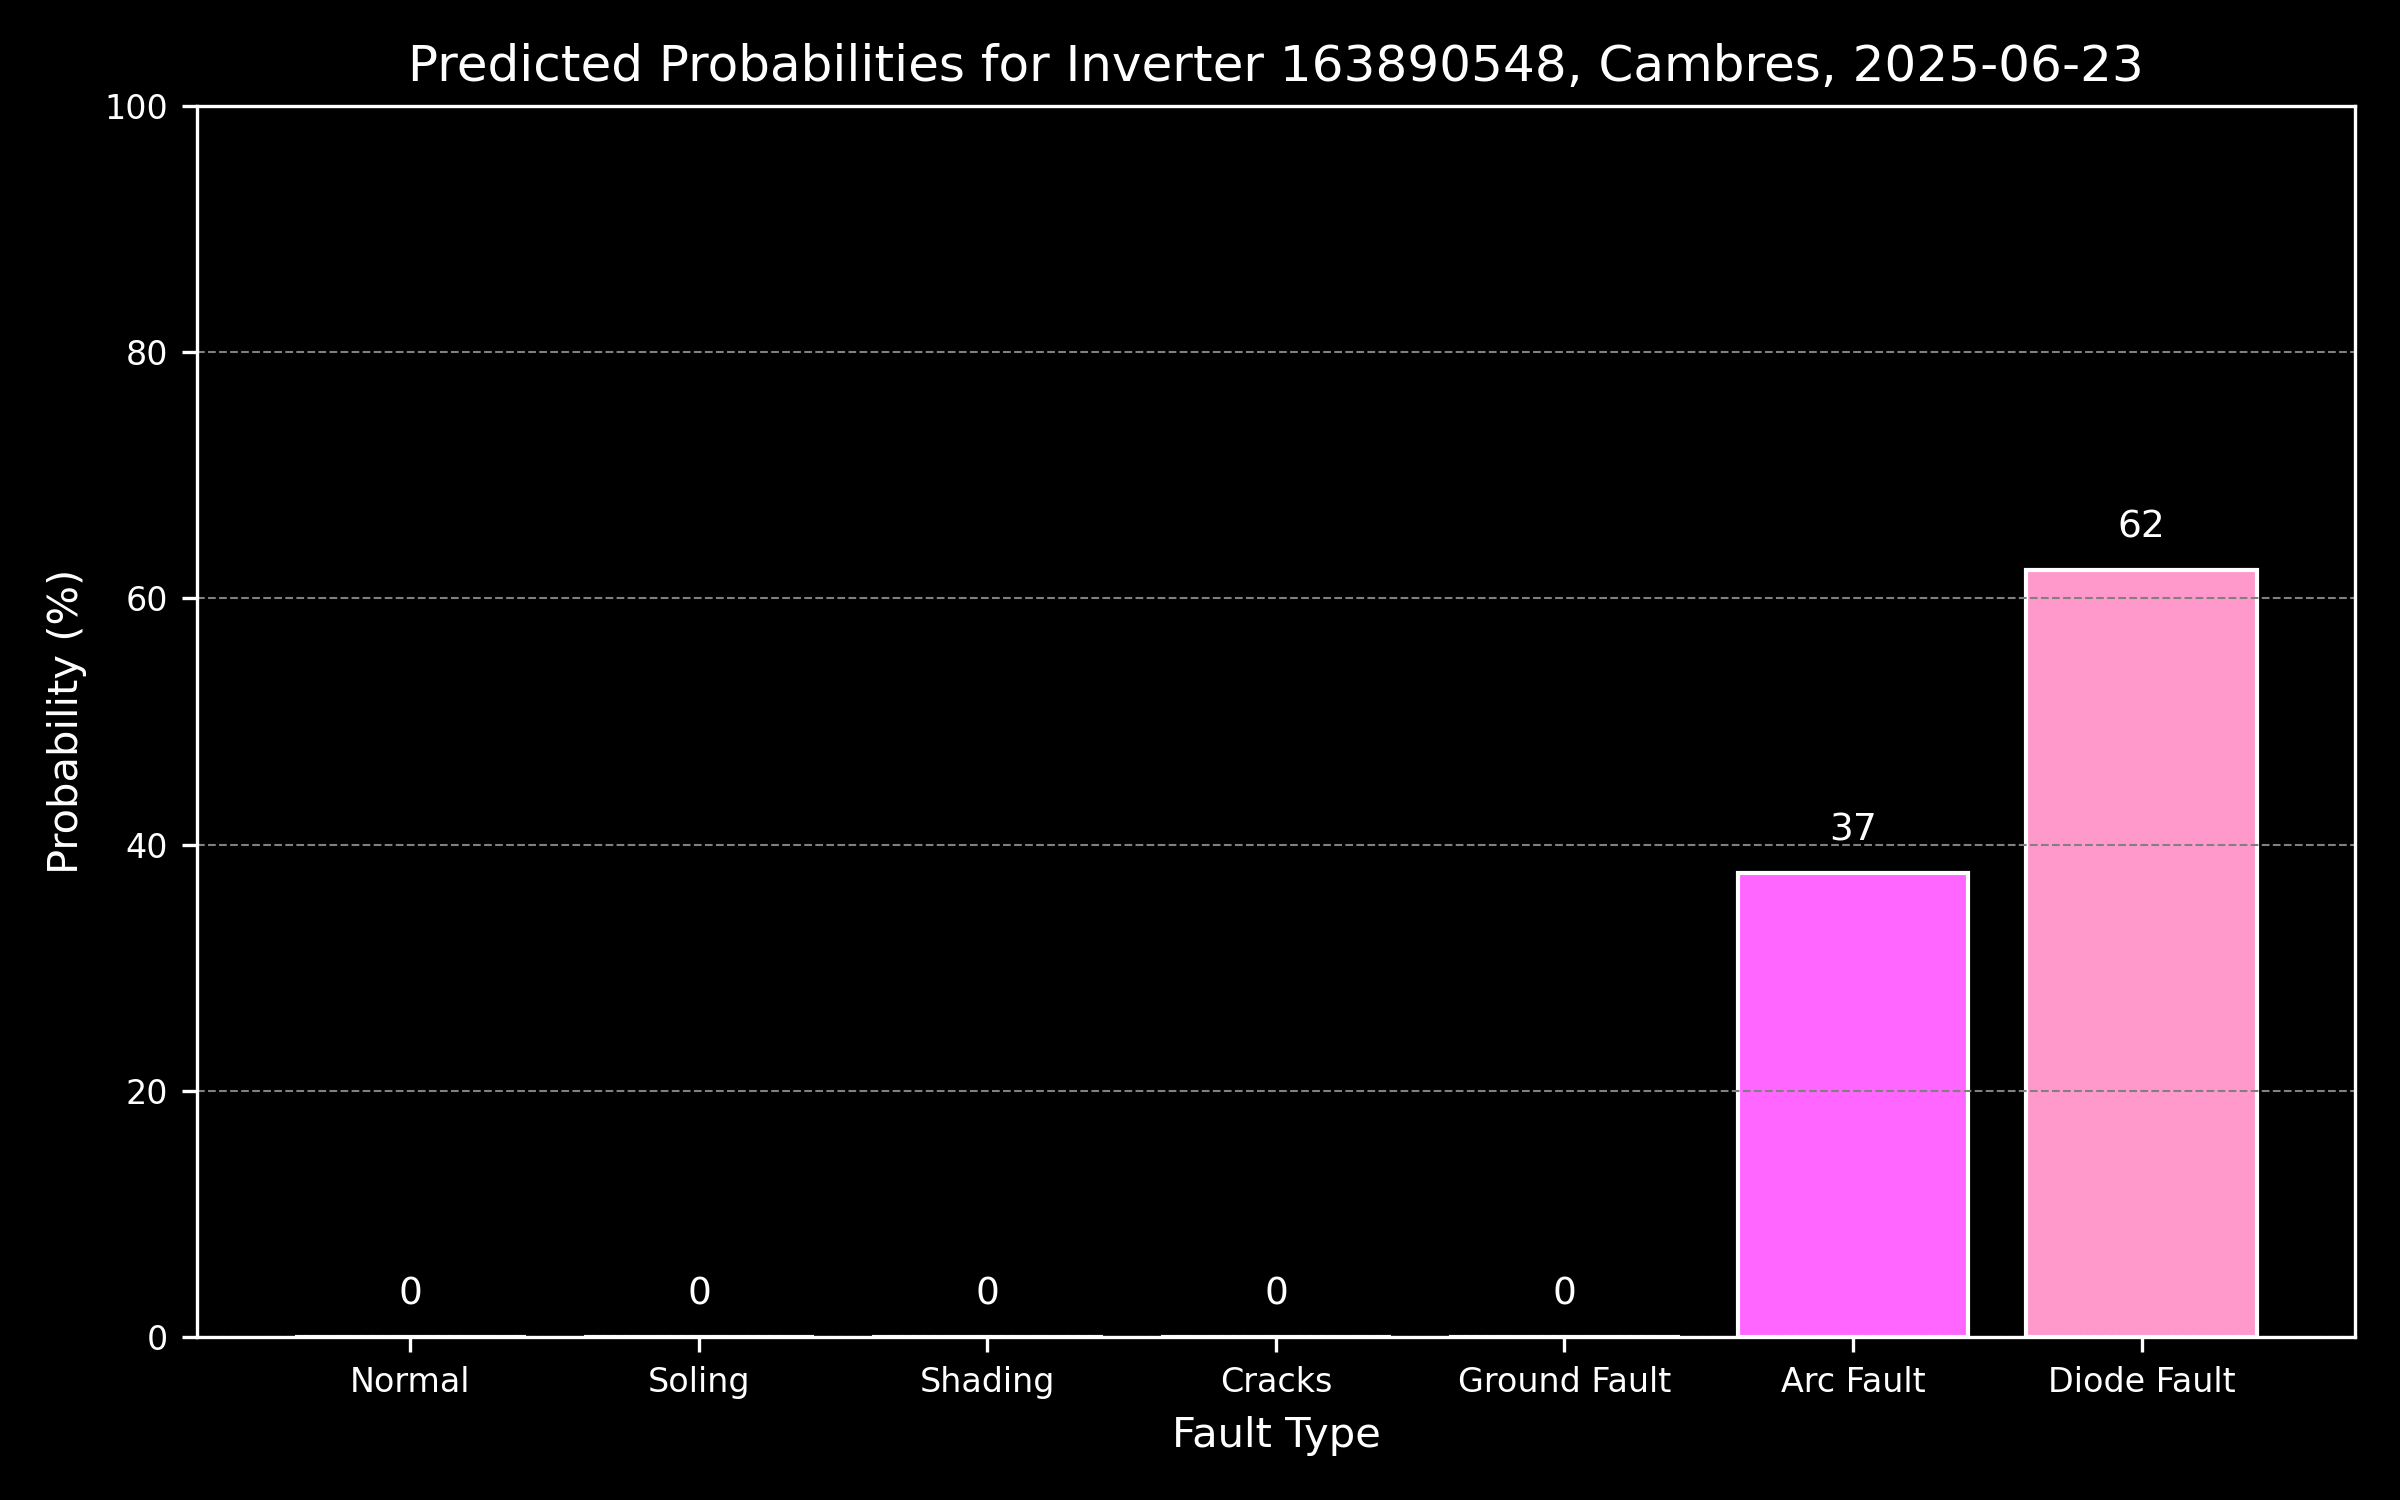 Predicted Probabilities for Inverter 163890548, Cambres, 2025-06-23
100
80
60
40
20
0
Probability (%)
0
0
0
0
0
37
62
Normal
Soling
Shading
Cracks
Ground Fault
Arc Fault
Diode Fault
Fault Type